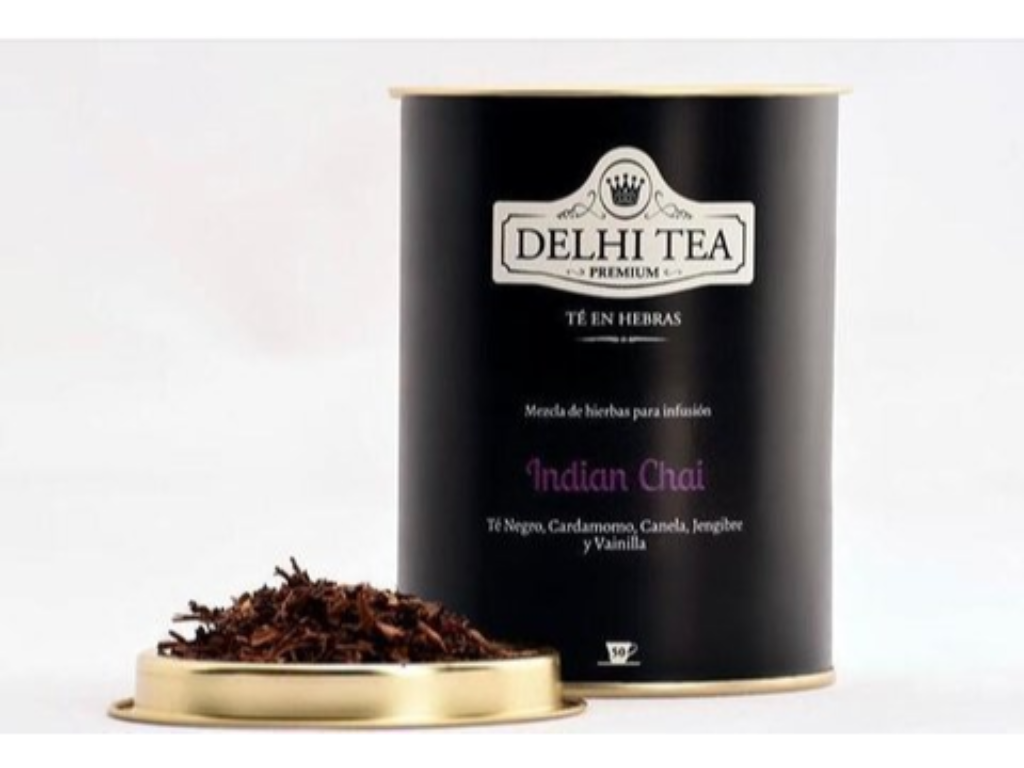 DELHI TEA
PREMIUM
TÉ EN HEBRAS
Mezcla de hierbas para infusión
Indian Chai
Té Negro, Cardamomo, Canela, Jengibre
y Vainilla
50